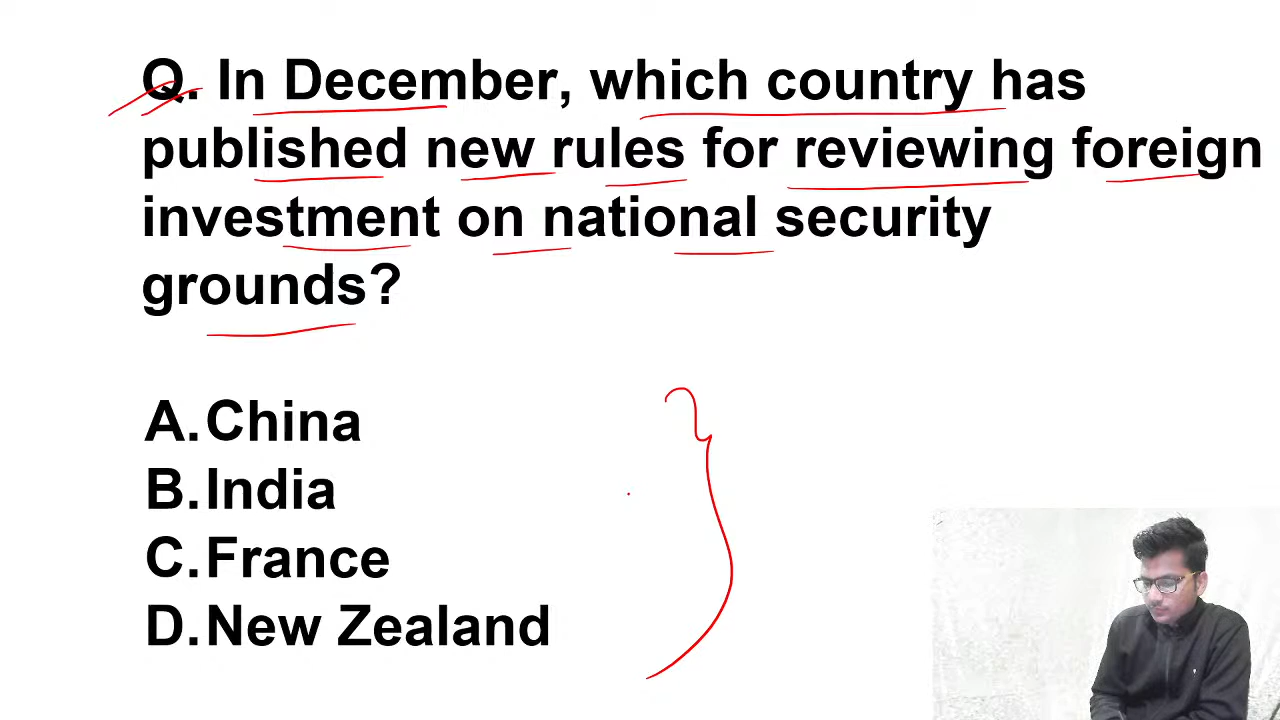 Q. In December, which country has
published new rules for reviewing foreign
investment on national security
grounds?
A. China
B. India
C. France
D. New Zealand